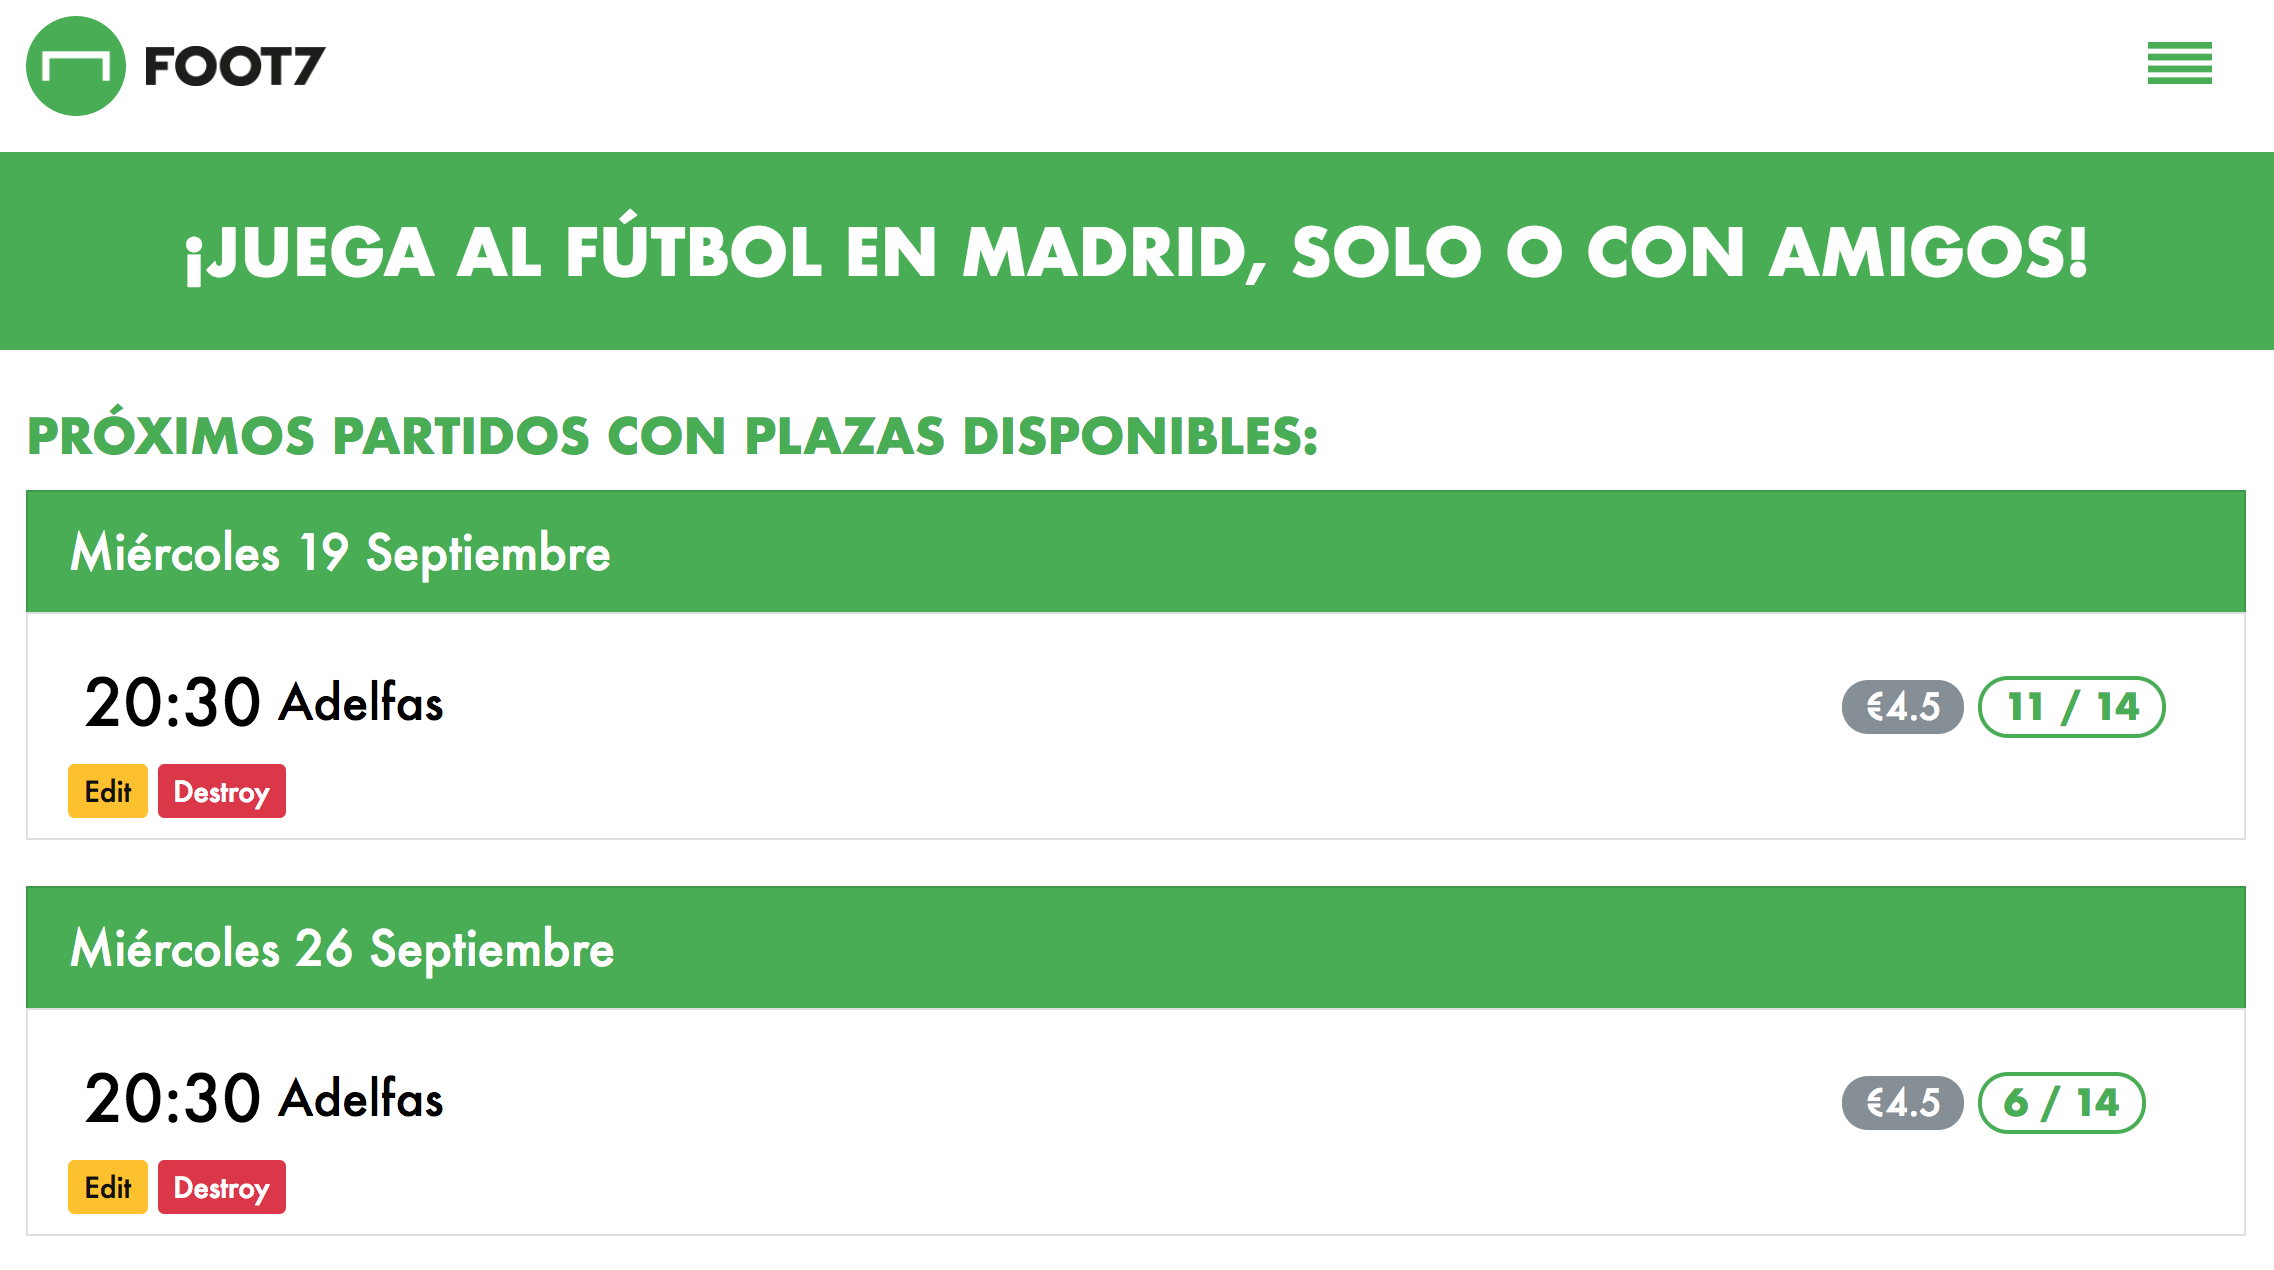 FOOT7
¡JUEGA AL FÚTBOL EN MADRID, SOLO O CON AMIGOS!
PRÓXIMOS PARTIDOS CON PLAZAS DISPONIBLES:
Miércoles 19 Septiembre
20:30 Adelfas €4.5 11 / 14
Edit Destroy
Miércoles 26 Septiembre
20:30 Adelfas €4.5 6 / 14
Edit Destroy